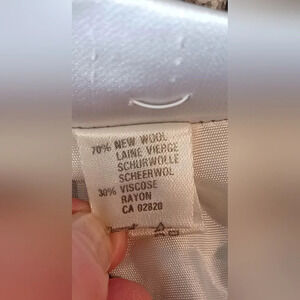 70% NEW WOOL
LAINE VIERGE
SCHURWOLLE
SCHEERWOL
30% VISCOSE
RAYON
CA 02820